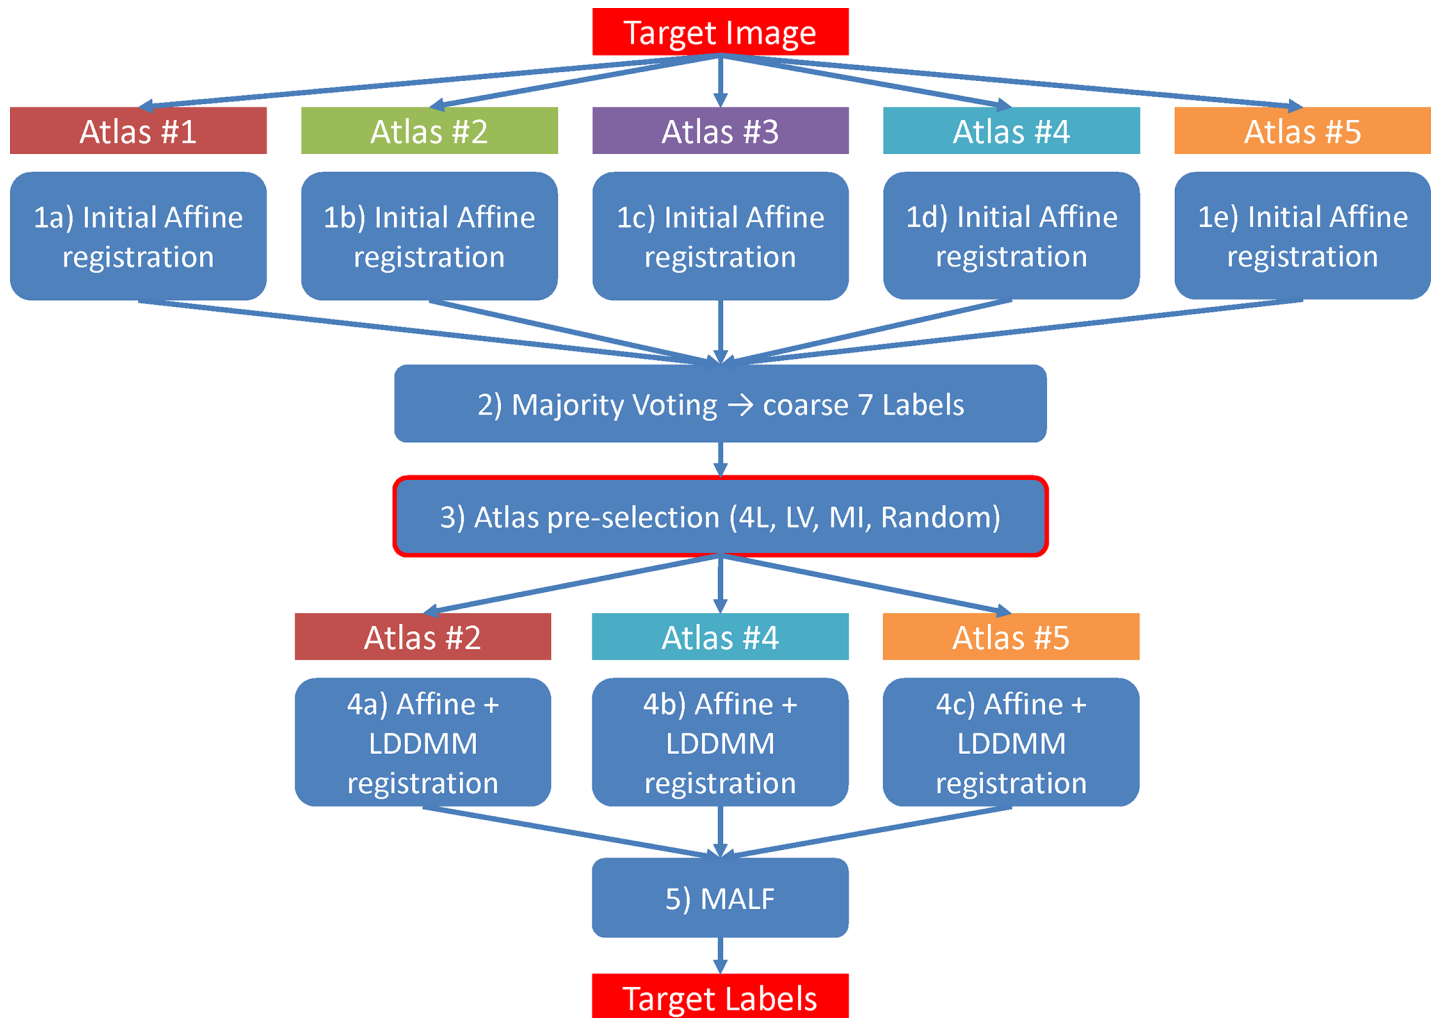 Target Image
Atlas #1
Atlas #2
Atlas #3
Atlas #4
Atlas #5
1a) Initial Affine
registration
1b) Initial Affine
registration
1c) Initial Affine
registration
1d) Initial Affine
registration
1e) Initial Affine
registration
2) Majority Voting → coarse 7 Labels
3) Atlas pre-selection (4L, LV, MI, Random)
Atlas #2
Atlas #4
Atlas #5
4a) Affine +
LDDMM
registration
4b) Affine +
LDDMM
registration
4c) Affine +
LDDMM
registration
5) MALF
Target Labels